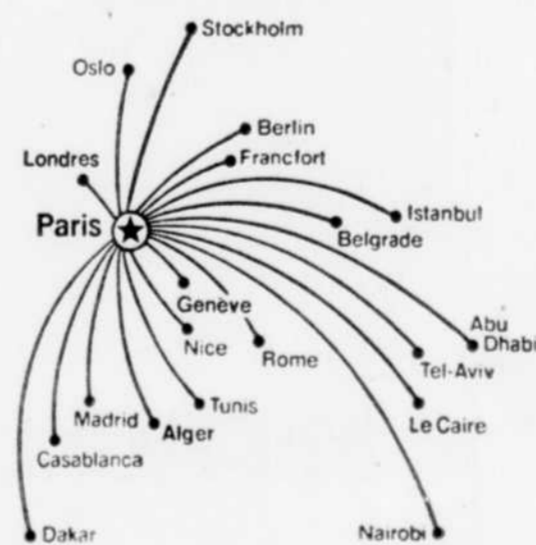 Stockholm
Oslo
Berlin
Francfort
Londres
Istanbul
Paris
Belgrade
Genève
Abu
Dhabi
Nice
Rome
Tel-Aviv
Madrid
Tunis
Le Caire
Alger
Casablanca
Dakar
Nairobi